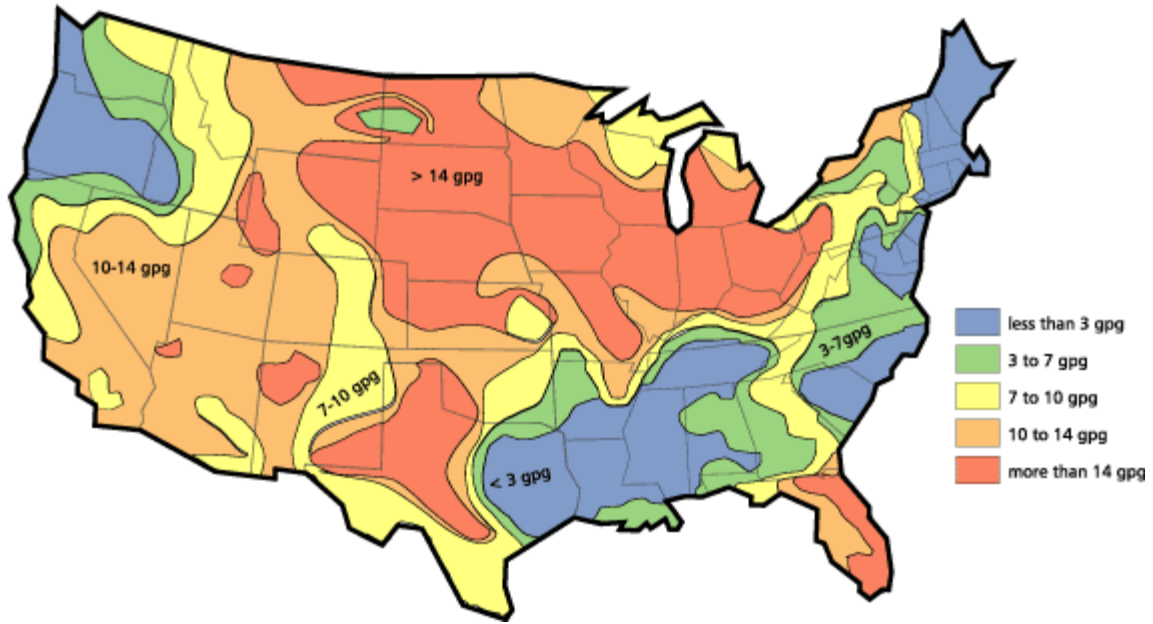 > 14 gpg
10-14 gpg
7-10 gpg
3-7gpg
< 3 gpg
less than 3 gpg
3 to 7 gpg
7 to 10 gpg
10 to 14 gpg
more than 14 gpg